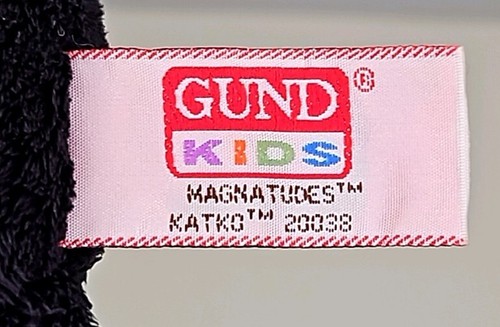 GUND®
KIDS
MAGNATUDES™
KATKO™ 20038